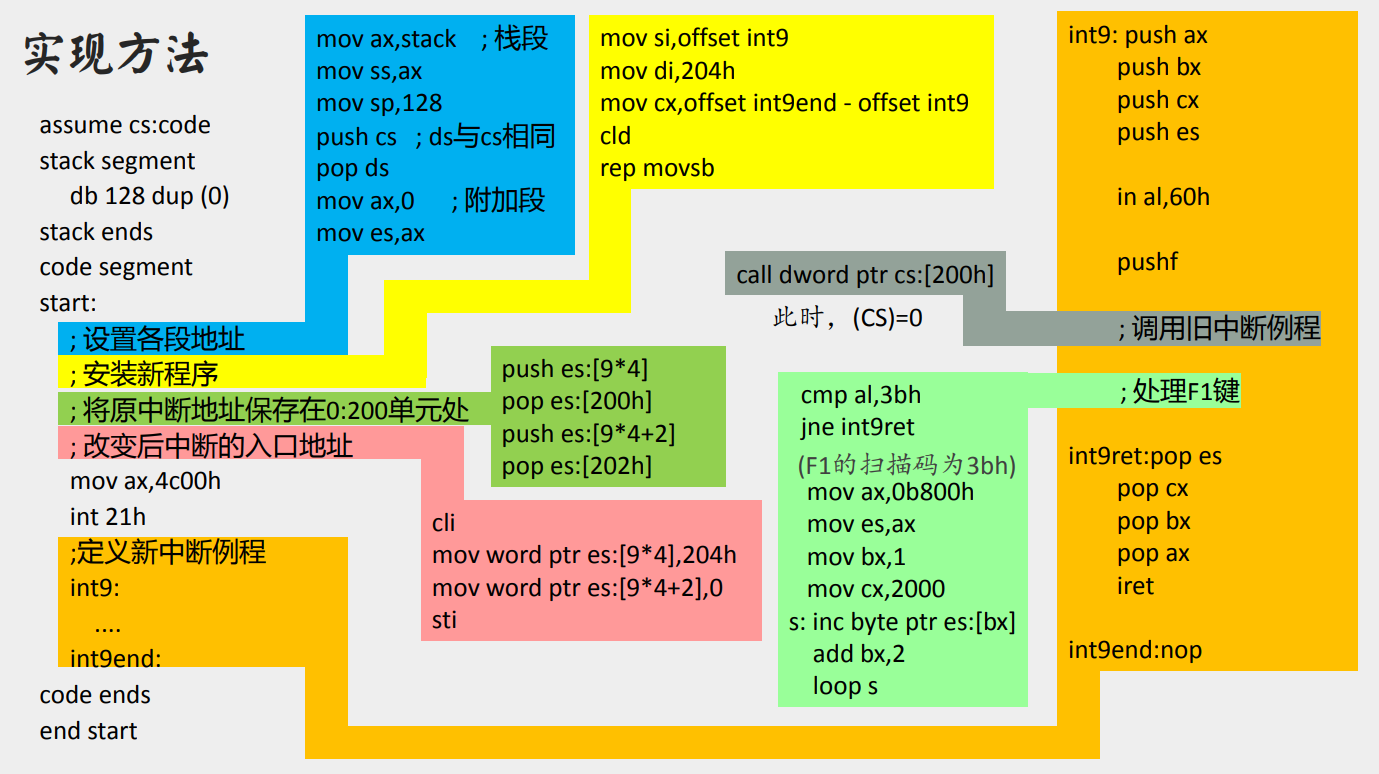 实现方法
assume cs:code
stack segment
db 128 dup (0)
stack ends
code segment
start:
; 设置各段地址
; 安装新程序
; 将原中断地址保存在0:200单元处
; 改变后中断的入口地址
mov ax,4c00h
int 21h
;定义新中断例程
int9:
....
int9end:
code ends
end start
mov ax,stack ; 栈段
mov ss,ax
mov sp,128
push cs ; ds与cs相同
pop ds
mov ax,0 ; 附加段
mov es,ax
mov si,offset int9
mov di,204h
mov cx,offset int9end - offset int9
cld
rep movsb
push es:[9*4]
pop es:[200h]
push es:[9*4+2]
pop es:[202h]
cli
mov word ptr es:[9*4],204h
mov word ptr es:[9*4+2],0
sti
int9: push ax
push bx
push cx
push es
in al,60h
pushf
; 调用旧中断例程
; 处理F1键
int9ret:pop es
pop cx
pop bx
pop ax
iret
int9end:nop
call dword ptr cs:[200h]
此时，(CS)=0
cmp al,3bh
jne int9ret
(F1的扫描码为3bh)
mov ax,0b800h
mov es,ax
mov bx,1
mov cx,2000
s: inc byte ptr es:[bx]
add bx,2
loop s